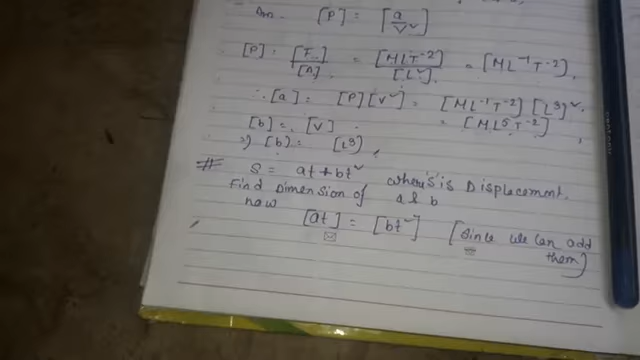 Ans. [P] = [a/V²]
[P] = [F]/[A] = [MLT⁻²]/[L²] = [ML⁻¹T⁻²],
∴ [a] = [P][V²] = [ML⁻¹T⁻²][L³]²
[b] = [V] = [ML⁵T⁻²],
⇒) [b] = [L³],
# S = at + bt² where S is Displacement.
Find Dimension of a & b
now
[at] = [bt²] [Since we can add
them]